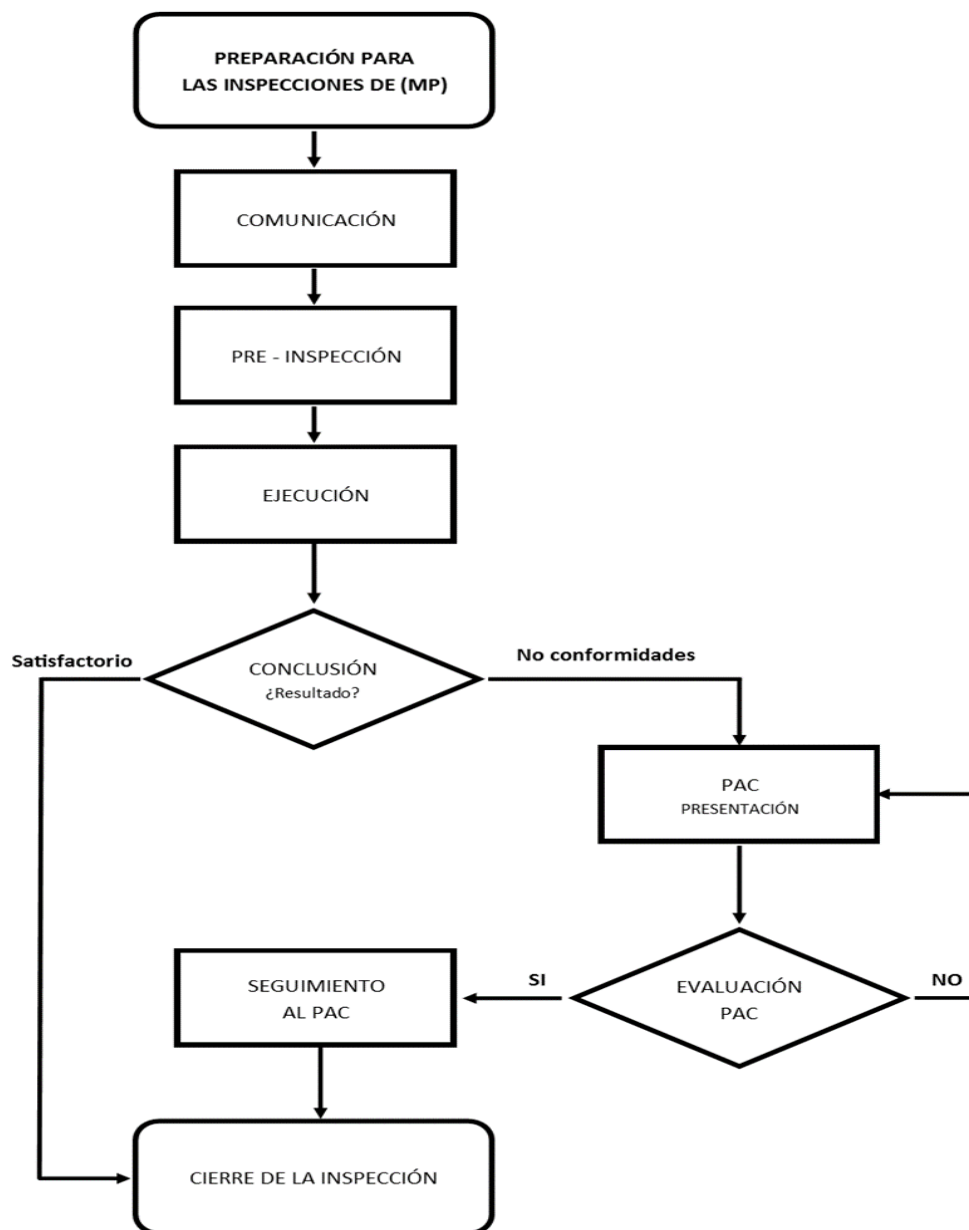 PREPARACIÓN PARA
LAS INSPECCIONES DE (MP)
COMUNICACIÓN
PRE - INSPECCIÓN
EJECUCIÓN
Satisfactorio
CONCLUSIÓN
¿Resultado?
No conformidades
PAC
PRESENTACIÓN
SEGUIMIENTO
AL PAC
SI
EVALUACIÓN
PAC
NO
CIERRE DE LA INSPECCIÓN